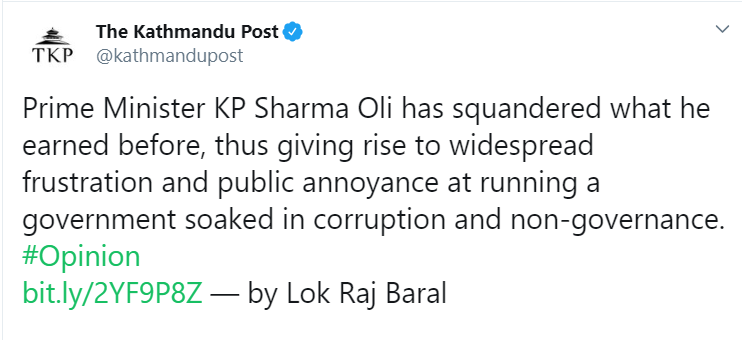 The Kathmandu Post
TKP
@kathmandupost
Prime Minister KP Sharma Oli has squandered what he
earned before, thus giving rise to widespread
frustration and public annoyance at running a
government soaked in corruption and non-governance.
#Opinion
bit.ly/2YF9P8Z — by Lok Raj Baral